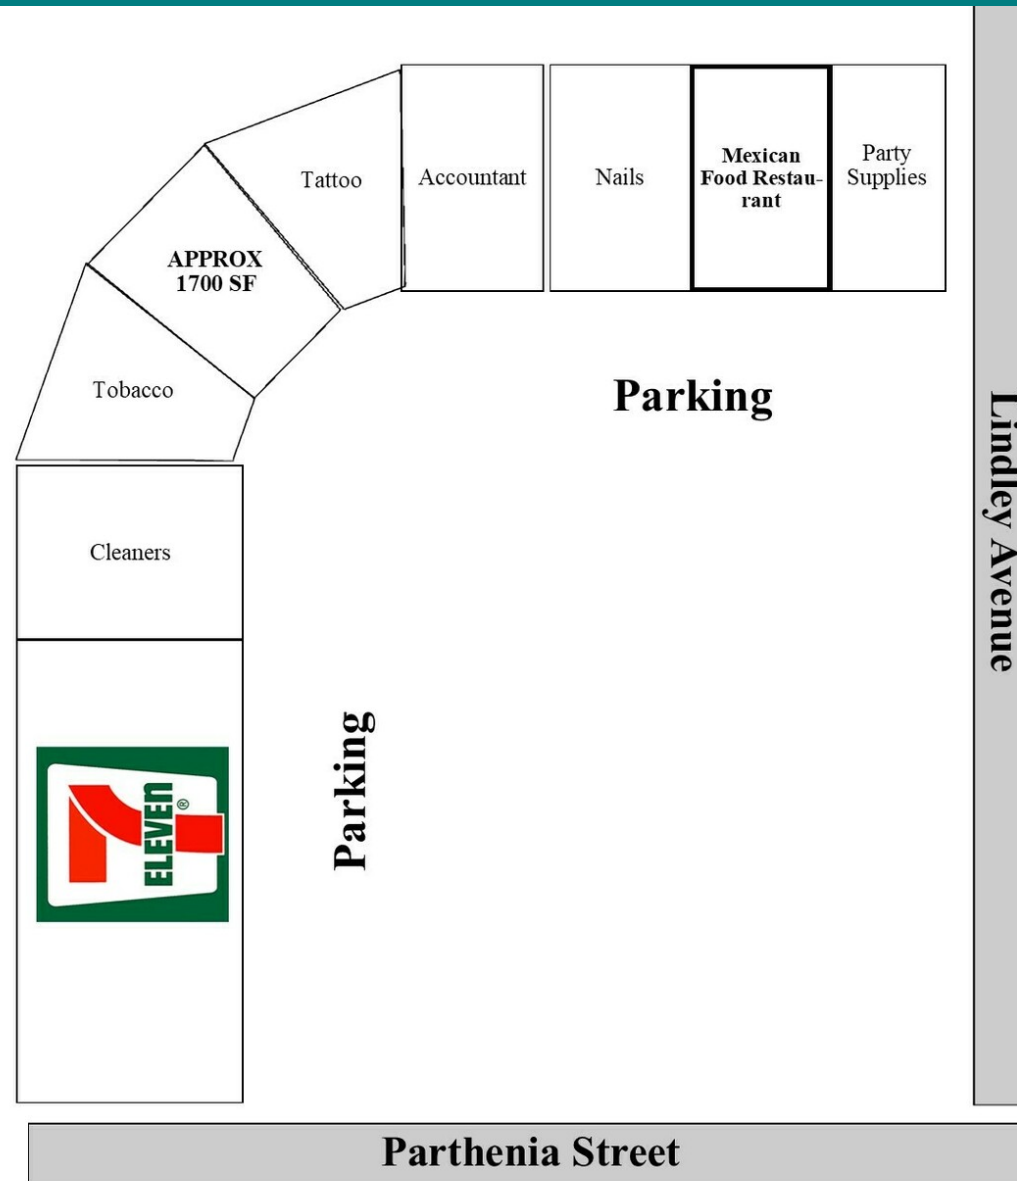 Tattoo
Accountant
Nails
Mexican
Food Restau-
rant
Party
Supplies
APPROX
1700 SF
Tobacco
Parking
Lindley Avenue
Cleaners
Parking
7
ELEVEn
®
Parthenia Street